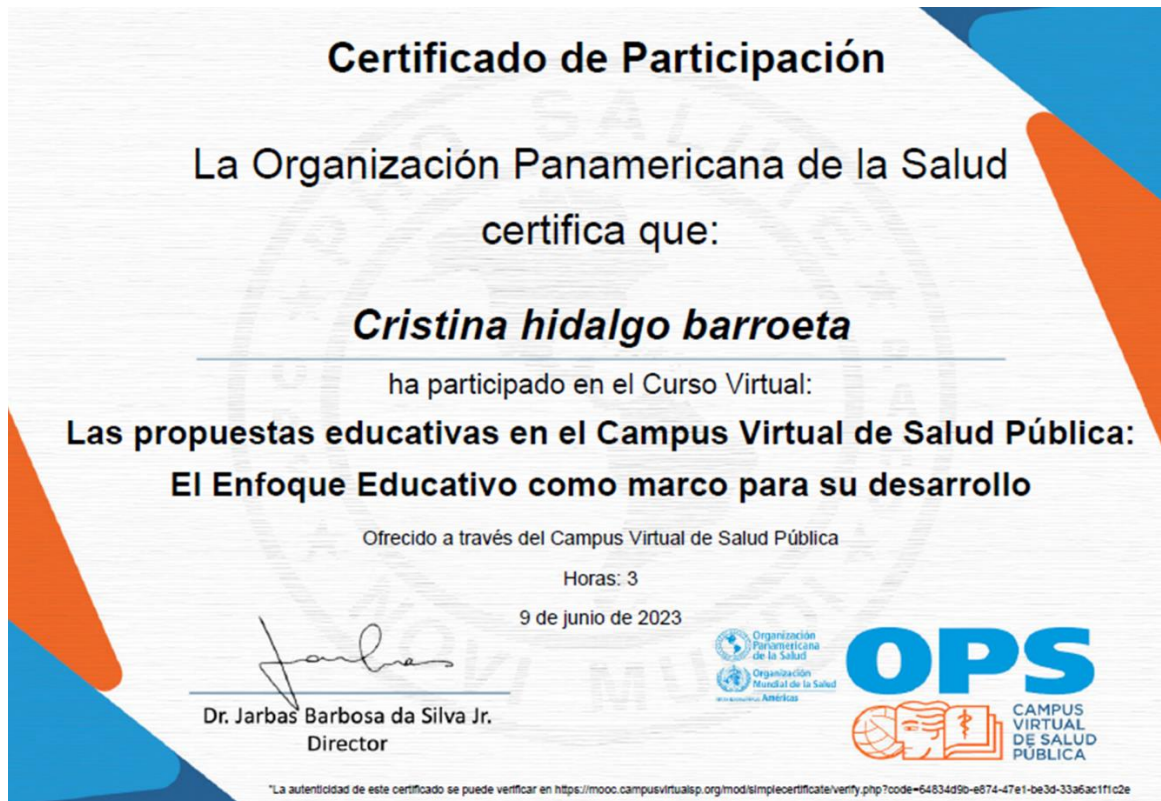 Certificado de Participación
La Organización Panamericana de la Salud
certifica que:
Cristina hidalgo barroeta
ha participado en el Curso Virtual:
Las propuestas educativas en el Campus Virtual de Salud Pública:
El Enfoque Educativo como marco para su desarrollo
Ofrecido a través del Campus Virtual de Salud Pública
Horas: 3
9 de junio de 2023
Dr. Jarbas Barbosa da Silva Jr.
Director
Organización
Panamericana
de la Salud
Organización
Mundial de la Salud
Américas
OPS
CAMPUS
VIRTUAL
DE SALUD
PÚBLICA
*La autenticidad de este certificado se puede verificar en https://mooc.campusvirtualsp.org/mod/simplecertificate/verify.php?code=64834d9b-e874-47e1-be3d-33a6ac1f1c2e
PRO SALUTE
NOVI MUNDI